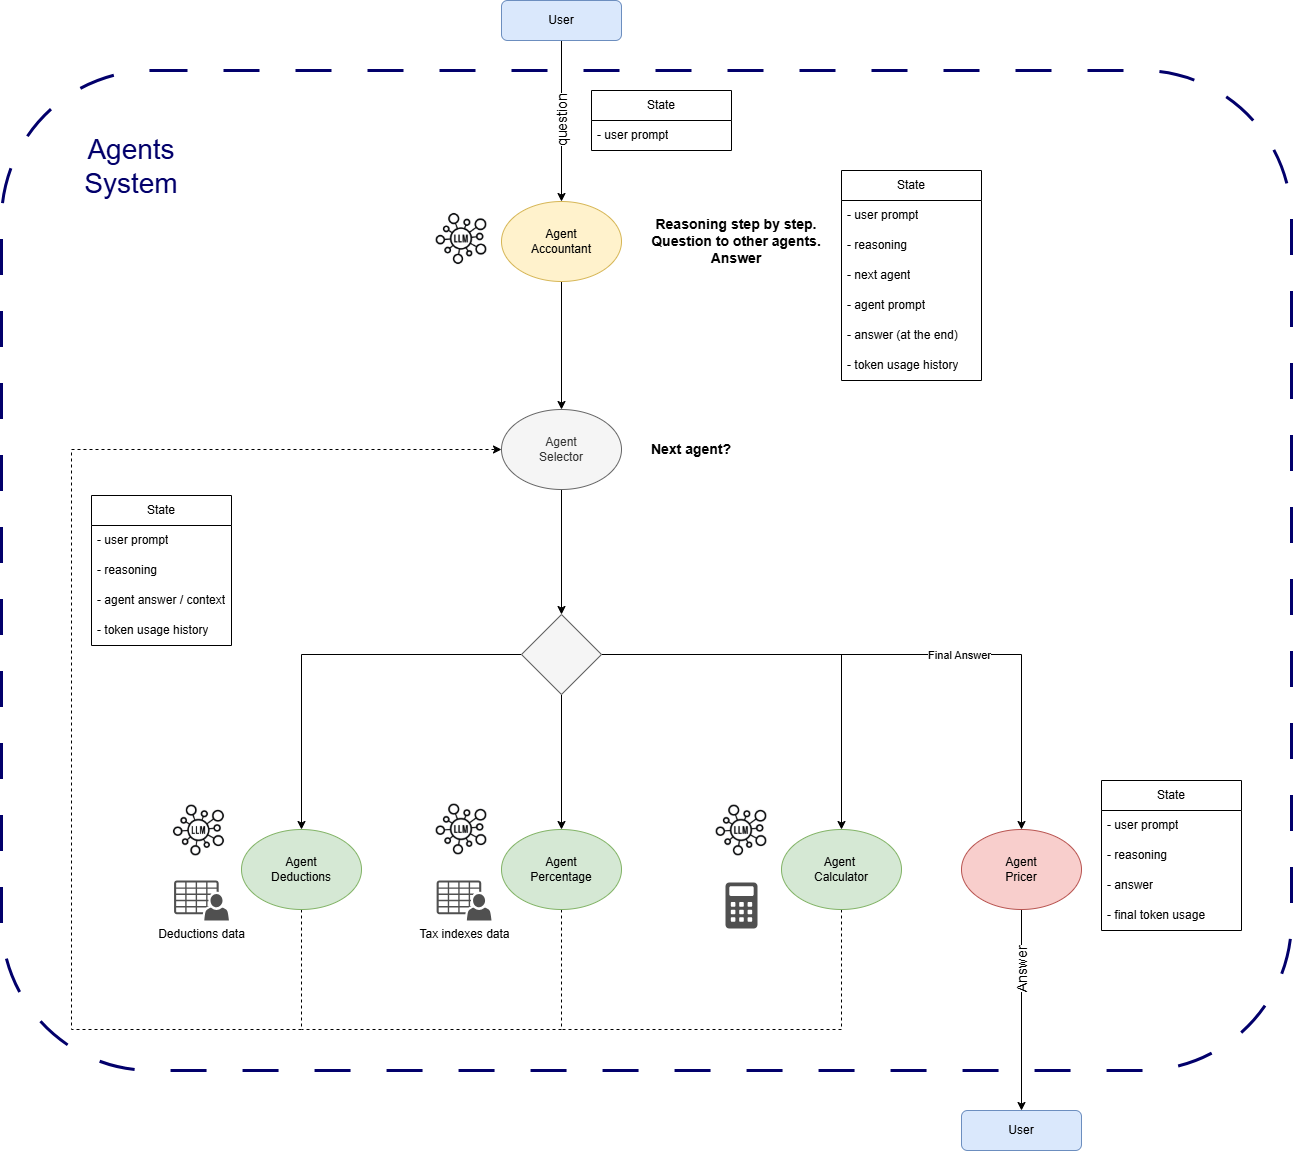 User
question
State
- user prompt
Agents
System
State
- user prompt
- reasoning
- next agent
- agent prompt
- answer (at the end)
- token usage history
LLM
Agent
Accountant
Reasoning step by step.
Question to other agents.
Answer
Agent
Selector
Next agent?
State
- user prompt
- reasoning
- agent answer / context
- token usage history
Final Answer
LLM
Agent
Deductions
Deductions data
LLM
Agent
Percentage
Tax indexes data
LLM
Agent
Calculator
Agent
Pricer
State
- user prompt
- reasoning
- answer
- final token usage
Answer
User